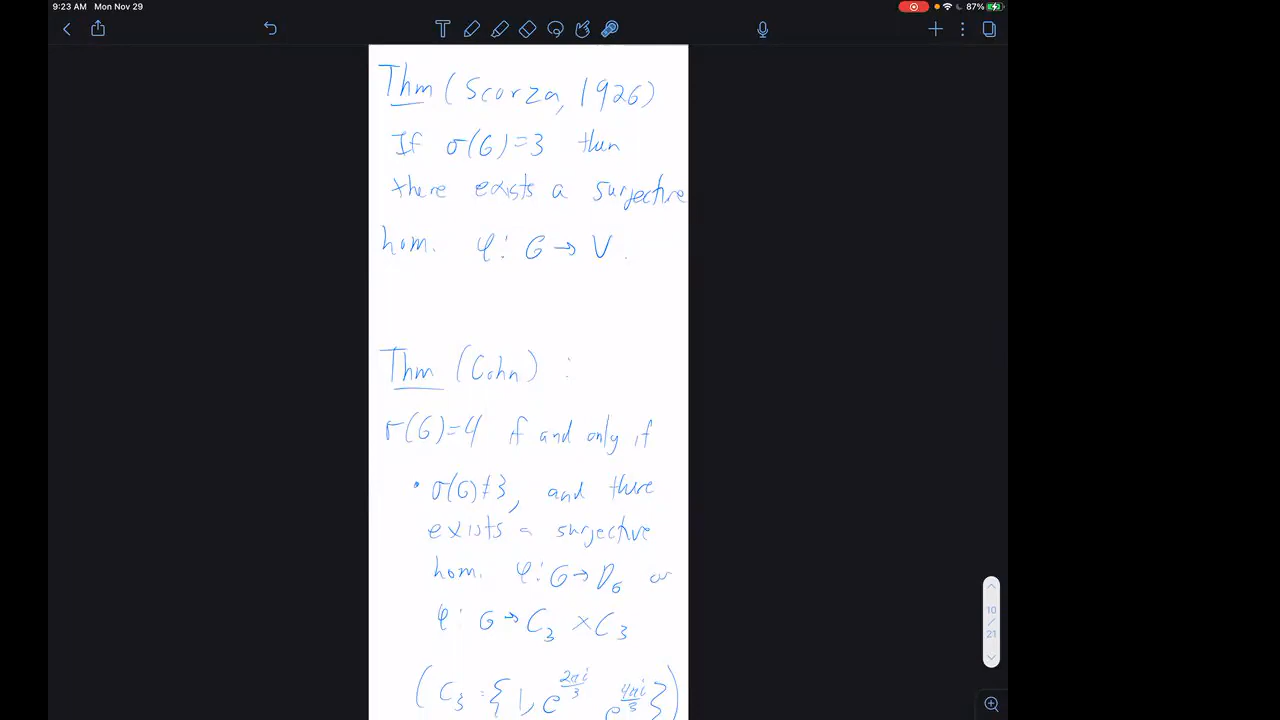 9:23 AM Mon Nov 29
87%
T
Thm (Scorza, 1926)
If σ(G)=3 then
there exists a surjective
hom. φ: G → V.
Thm (Cohn) :
σ(G)=4 if and only if
• σ(G)≠3, and there
exists a surjective
hom. φ: G → D₆ or
φ: G → C₃ × C₃
(C₃ = {1, e^{2πi/3}, e^{4πi/3}})
10
/
21